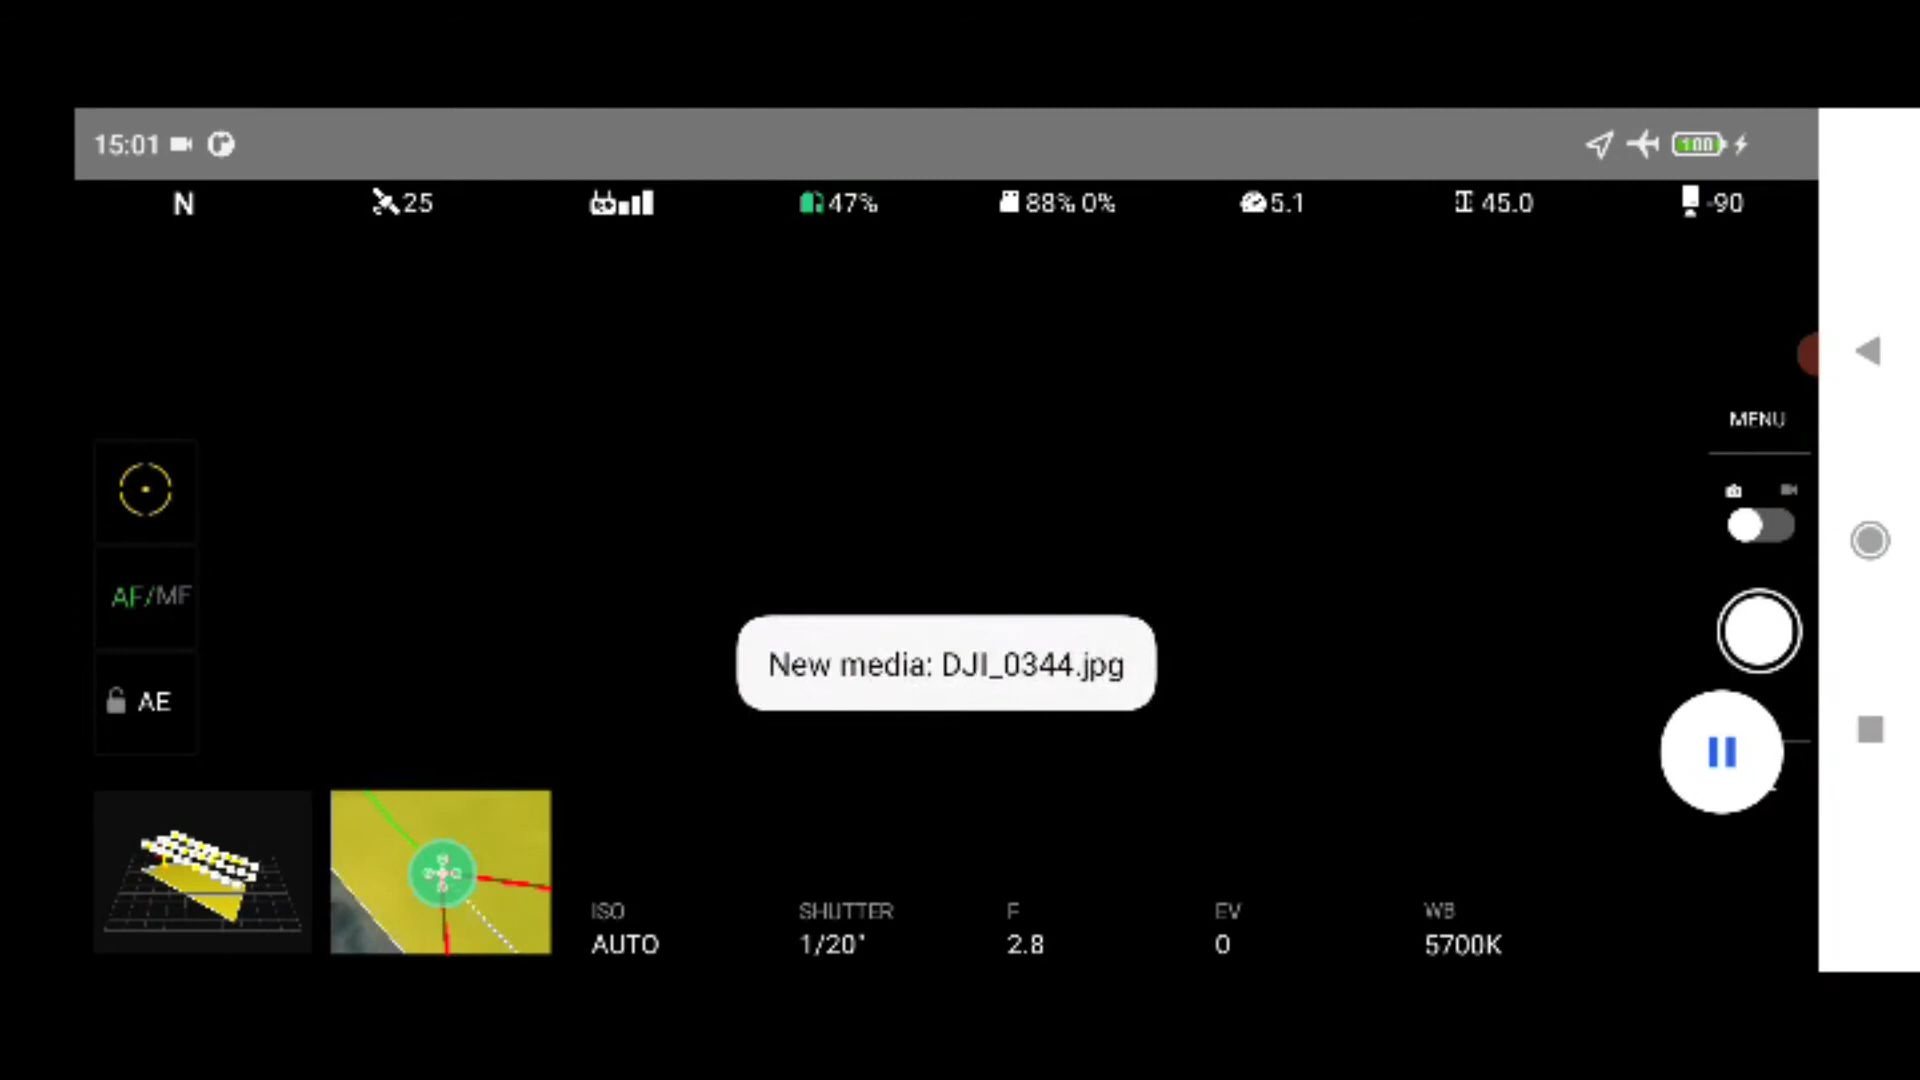 15:01
100
N
25
47%
88% 0%
5.1
45.0
-90
MENU
AF/MF
AE
New media: DJI_0344.jpg
ISO
AUTO
SHUTTER
1/20"
F
2.8
EV
0
WB
5700K